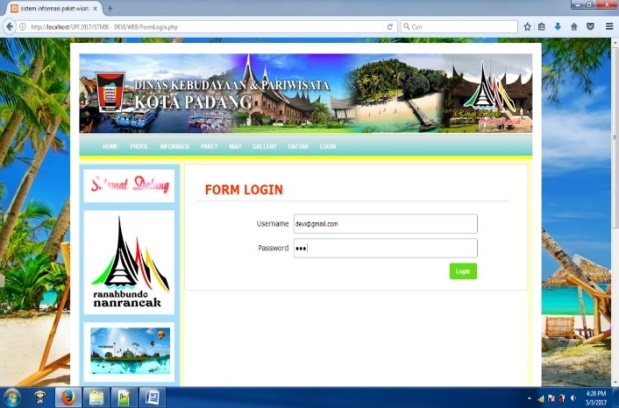 sistem informasi paket wisat
http://localhost/UPI 2017/STMIK - DEVI/WEB/FormLogin.php
Cari
DINAS KEBUDAYAAN & PARIWISATA
KOTA PADANG
HOME PROFIL INFORMASI PAKET MAP GALLERY DAFTAR LOGIN
Selamat Datang
FORM LOGIN
Username devi@gmail.com
Password
Login
ranahbundo
nanrancak
4:28 PM
5/3/2017